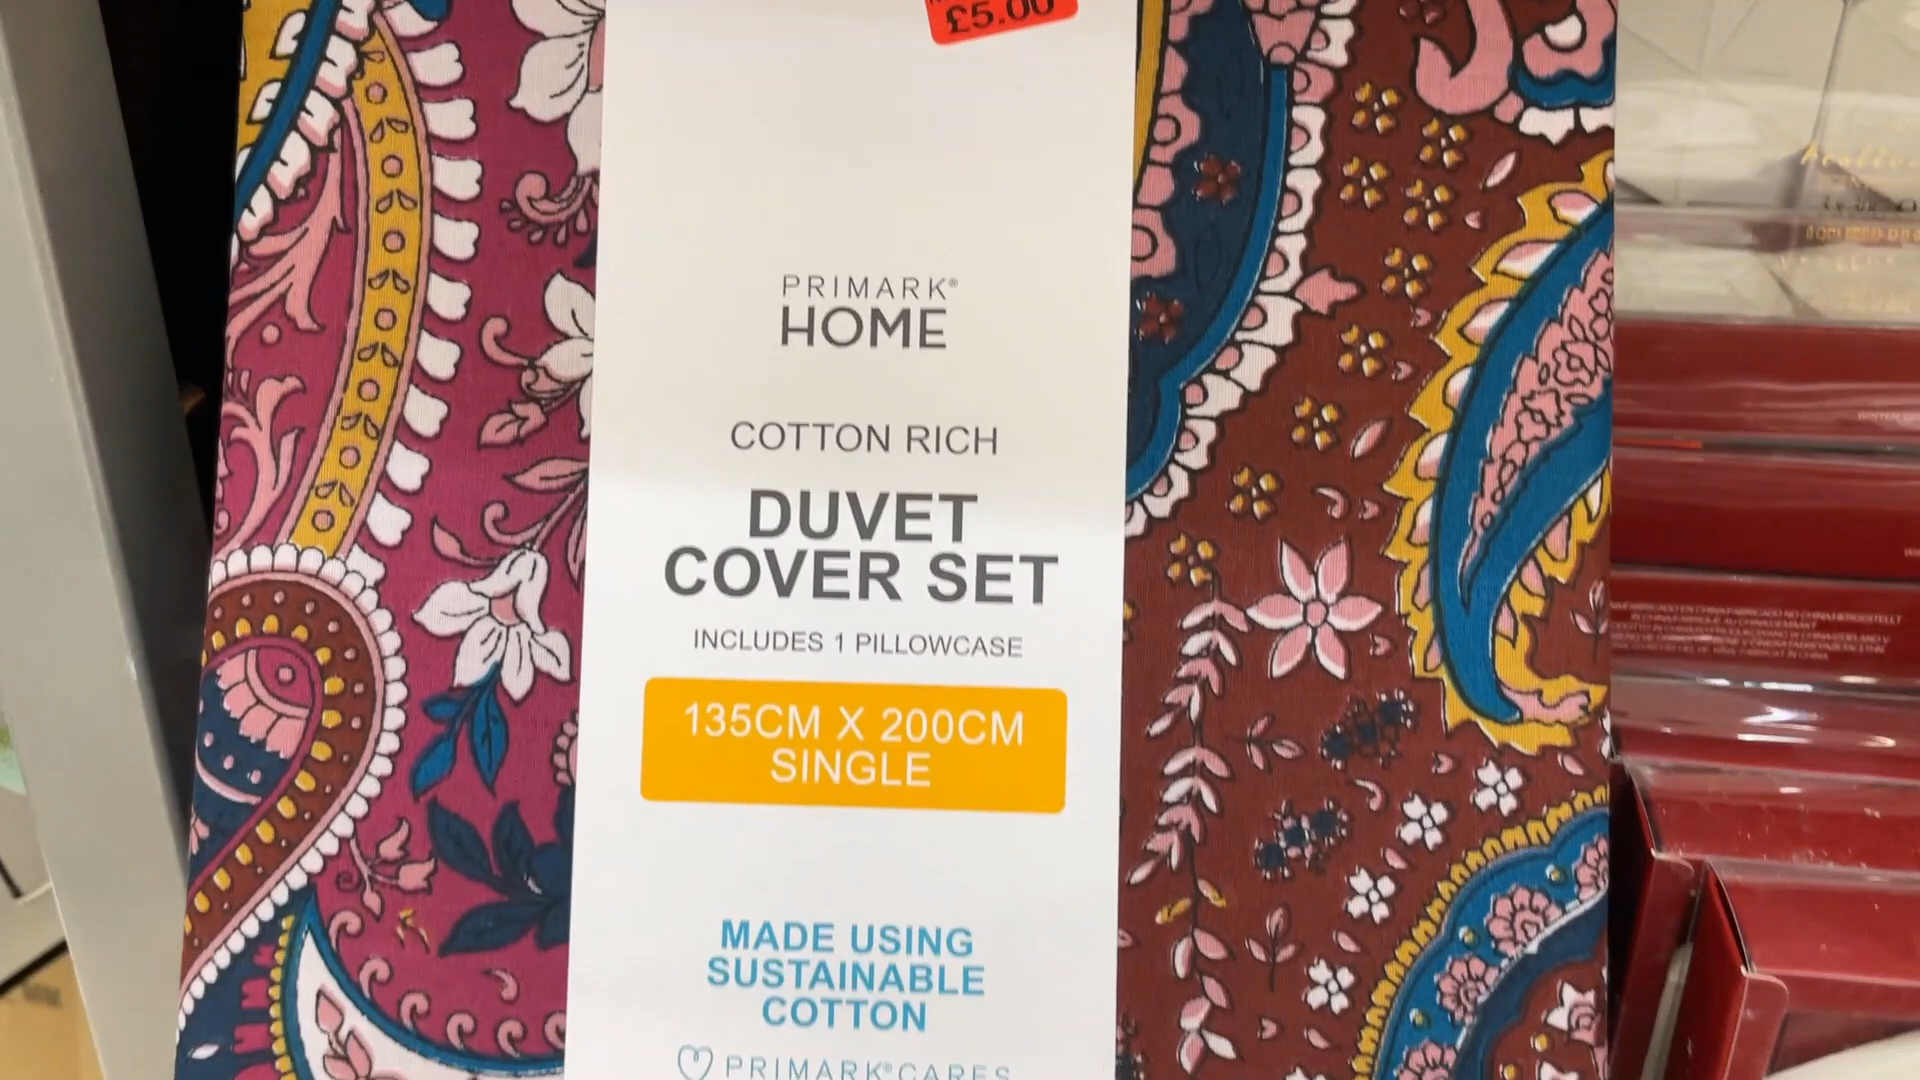 £5.00
PRIMARK®
HOME
COTTON RICH
DUVET
COVER SET
INCLUDES 1 PILLOWCASE
135CM X 200CM
SINGLE
MADE USING
SUSTAINABLE
COTTON
PRIMARK® CARES